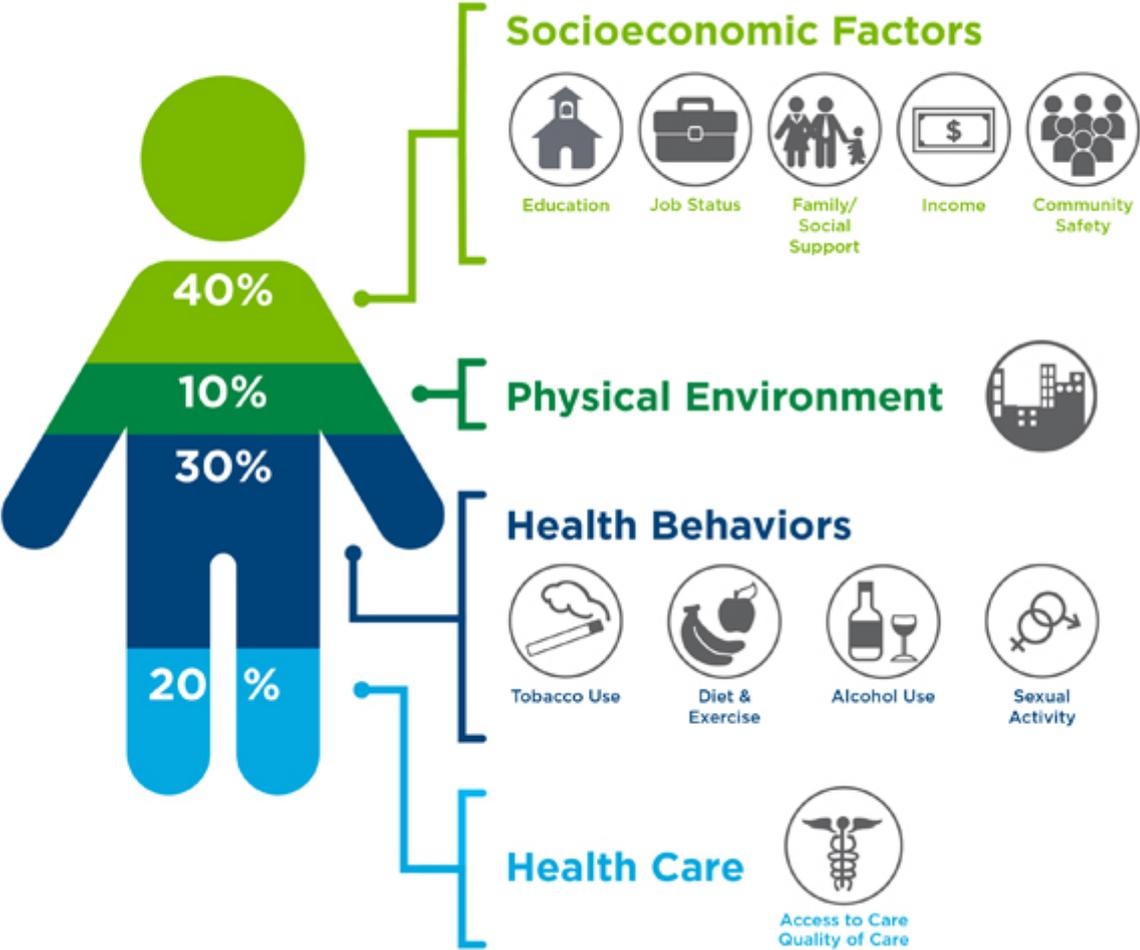 Socioeconomic Factors
$
Education
Job Status
Family/
Social
Support
Income
Community
Safety
40%
10%
Physical Environment
30%
Health Behaviors
Tobacco Use
Diet &
Exercise
Alcohol Use
Sexual
Activity
20 %
Health Care
Access to Care
Quality of Care